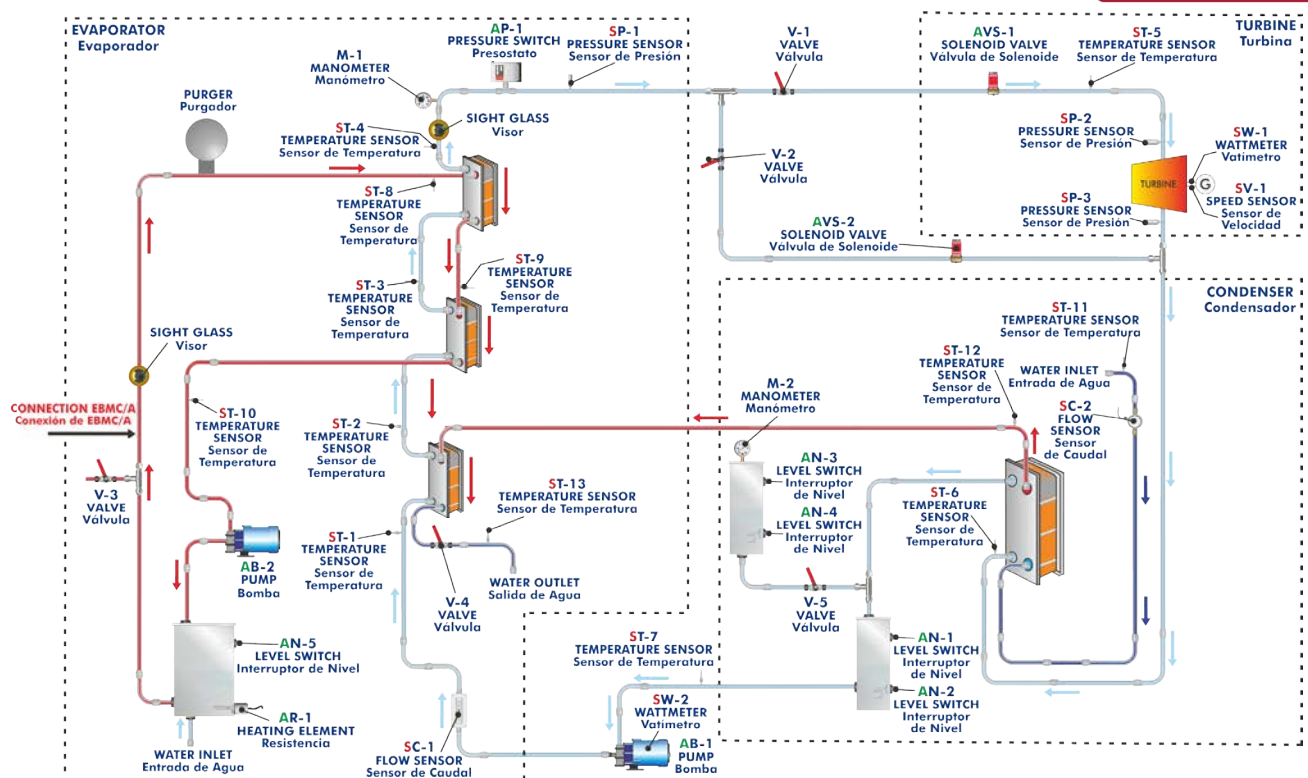 EVAPORATOR
Evaporador
M-1
MANOMETER
Manómetro
AP-1
PRESSURE SWITCH
Presostato
SP-1
PRESSURE SENSOR
Sensor de Presión
PURGER
Purgador
SIGHT GLASS
Visor
ST-4
TEMPERATURE SENSOR
Sensor de Temperatura
ST-8
TEMPERATURE
SENSOR
Sensor de
Temperatura
ST-9
TEMPERATURE
SENSOR
Sensor de
Temperatura
ST-3
TEMPERATURE
SENSOR
Sensor de
Temperatura
SIGHT GLASS
Visor
CONNECTION EBMC/A
Conexión de EBMC/A
ST-10
TEMPERATURE
SENSOR
Sensor de
Temperatura
ST-2
TEMPERATURE
SENSOR
Sensor de
Temperatura
V-3
VALVE
Válvula
AB-2
PUMP
Bomba
ST-1
TEMPERATURE
SENSOR
Sensor de
Temperatura
ST-13
TEMPERATURE SENSOR
Sensor de Temperatura
V-4
VALVE
Válvula
WATER OUTLET
Salida de Agua
AN-5
LEVEL SWITCH
Interruptor de Nivel
AR-1
HEATING ELEMENT
Resistencia
WATER INLET
Entrada de Agua
SC-1
FLOW SENSOR
Sensor de Caudal
V-1
VALVE
Válvula
V-2
VALVE
Válvula
AVS-2
SOLENOID VALVE
Válvula de Solenoide
TURBINE
Turbina
AVS-1
SOLENOID VALVE
Válvula de Solenoide
ST-5
TEMPERATURE SENSOR
Sensor de Temperatura
SP-2
PRESSURE SENSOR
Sensor de Presión
TURBINE
G
SW-1
WATTMETER
Vatímetro
SV-1
SPEED SENSOR
Sensor de
Velocidad
SP-3
PRESSURE SENSOR
Sensor de Presión
CONDENSER
Condensador
ST-11
TEMPERATURE SENSOR
Sensor de Temperatura
ST-12
TEMPERATURE
SENSOR
Sensor de
Temperatura
WATER INLET
Entrada de Agua
SC-2
FLOW
SENSOR
Sensor
de Caudal
M-2
MANOMETER
Manómetro
AN-3
LEVEL SWITCH
Interruptor
de Nivel
AN-4
LEVEL SWITCH
Interruptor
de Nivel
ST-6
TEMPERATURE
SENSOR
Sensor de
Temperatura
V-5
VALVE
Válvula
AN-1
LEVEL SWITCH
Interruptor
de Nivel
AN-2
LEVEL SWITCH
Interruptor
de Nivel
ST-7
TEMPERATURE SENSOR
Sensor de Temperatura
SW-2
WATTMETER
Vatímetro
AB-1
PUMP
Bomba